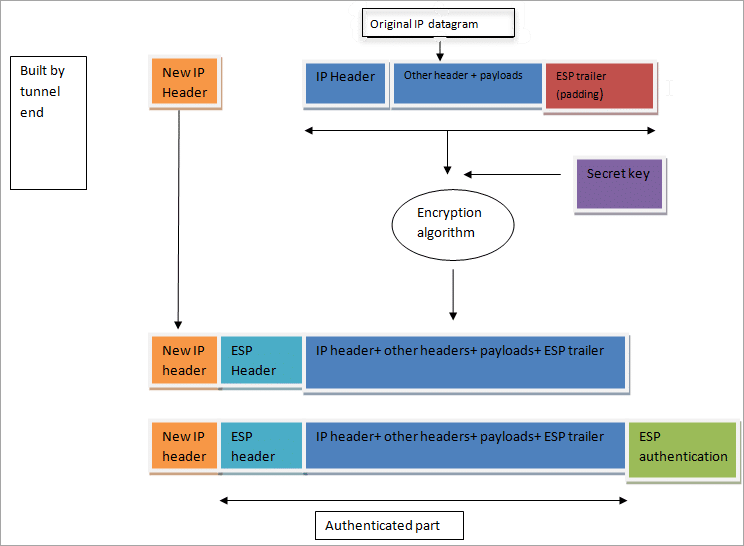 Original IP datagram
Built by
tunnel
end
New IP
Header
IP Header
Other header + payloads
ESP trailer
(padding)
Secret key
Encryption
algorithm
New IP
header
ESP
Header
IP header+ other headers+ payloads+ ESP trailer
New IP
header
ESP
header
IP header+ other headers+ payloads+ ESP trailer
ESP
authentication
Authenticated part